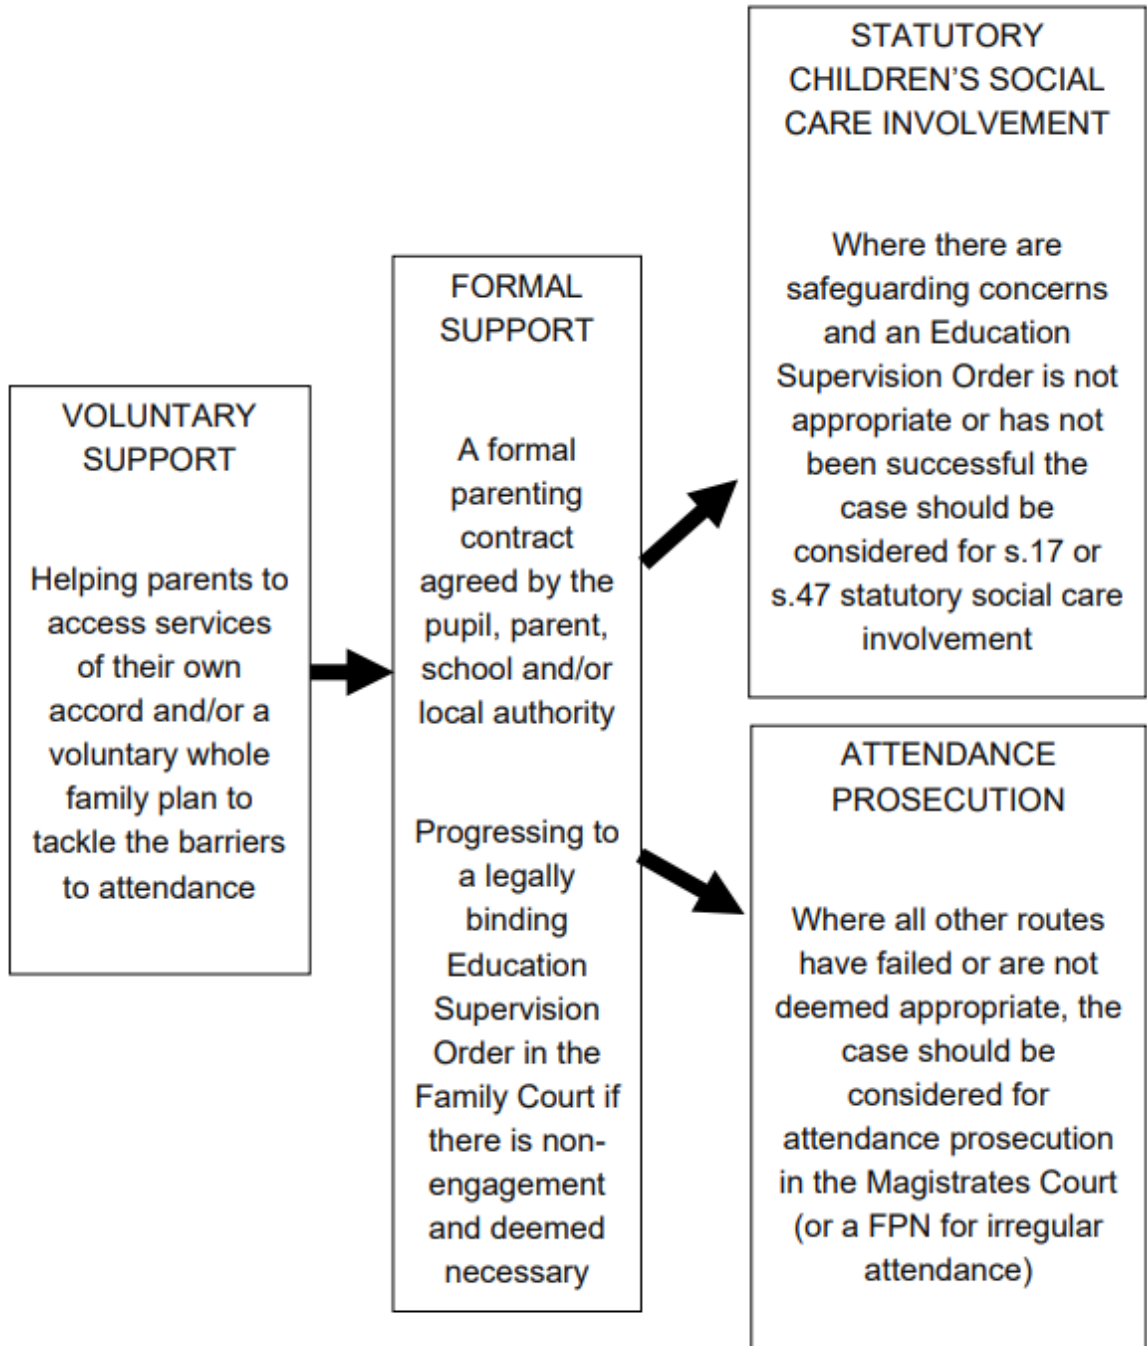 VOLUNTARY
SUPPORT
Helping parents to
access services
of their own
accord and/or a
voluntary whole
family plan to
tackle the barriers
to attendance
FORMAL
SUPPORT
A formal
parenting
contract
agreed by the
pupil, parent,
school and/or
local authority
Progressing to
a legally
binding
Education
Supervision
Order in the
Family Court if
there is non-
engagement
and deemed
necessary
STATUTORY
CHILDREN’S SOCIAL
CARE INVOLVEMENT
Where there are
safeguarding concerns
and an Education
Supervision Order is not
appropriate or has not
been successful the
case should be
considered for s.17 or
s.47 statutory social care
involvement
ATTENDANCE
PROSECUTION
Where all other routes
have failed or are not
deemed appropriate, the
case should be
considered for
attendance prosecution
in the Magistrates Court
(or a FPN for irregular
attendance)